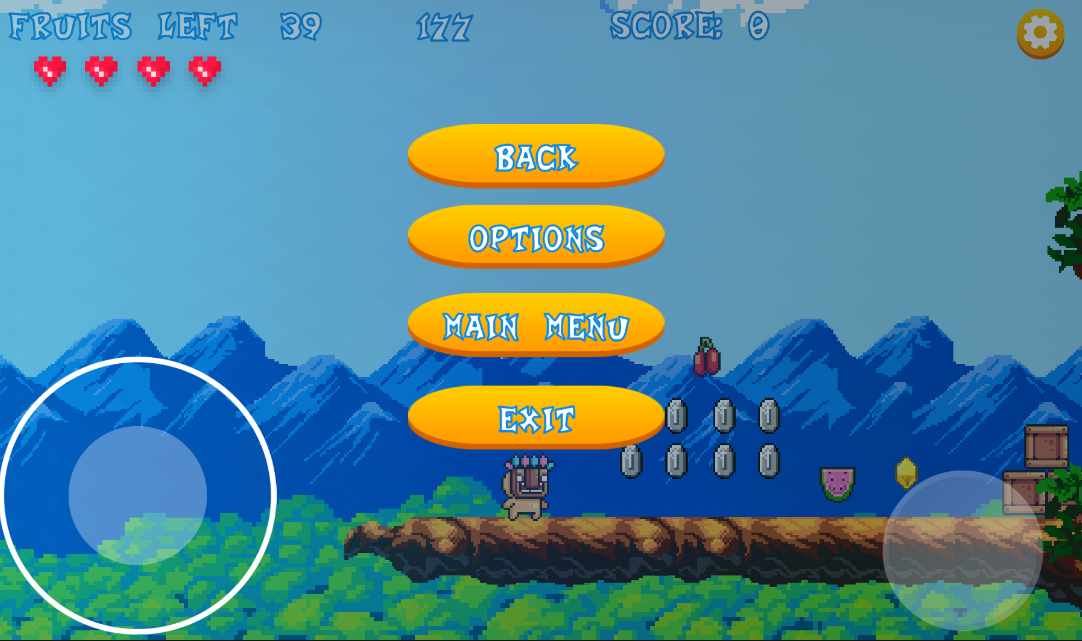 FRUITS LEFT 39 177 SCORE: 0
BACK
OPTIONS
MAIN MENU
EXIT